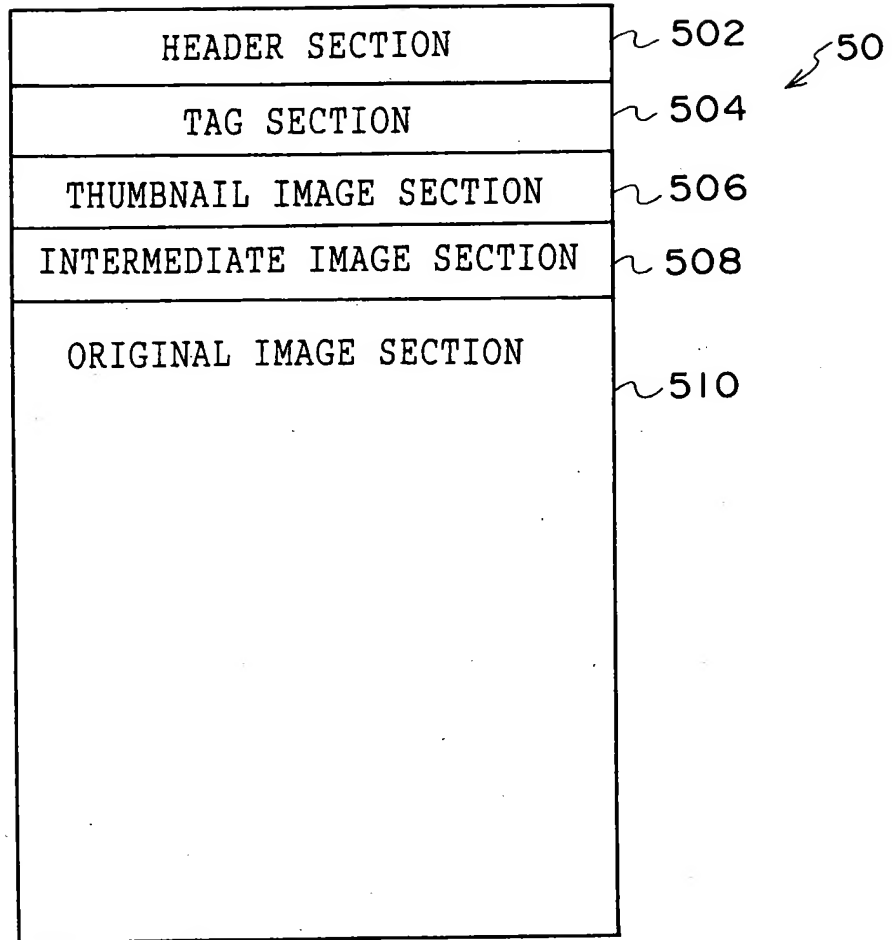 HEADER SECTION 502
50
TAG SECTION 504
THUMBNAIL IMAGE SECTION 506
INTERMEDIATE IMAGE SECTION 508
ORIGINAL IMAGE SECTION
510